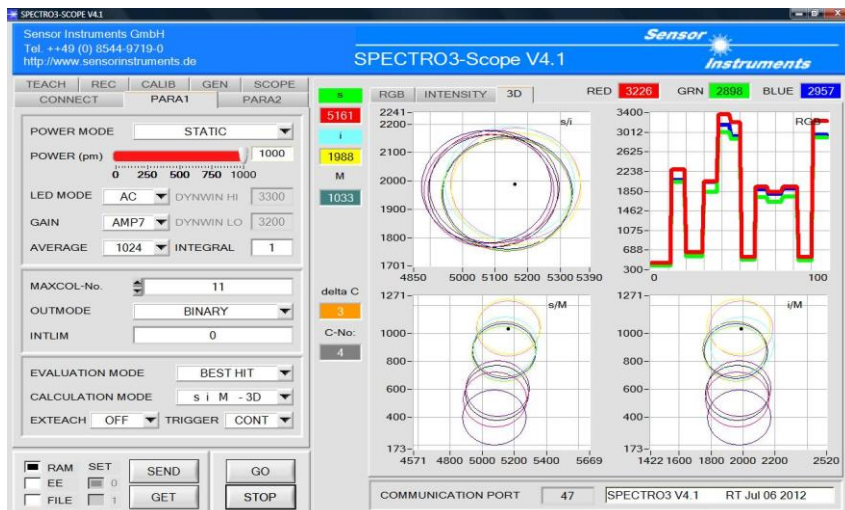 SPECTRO3-SCOPE V4.1
Sensor Instruments GmbH
Tel. ++49 (0) 8544-9719-0
http://www.sensorinstruments.de
SPECTRO3-Scope V4.1
Sensor
Instruments
TEACH REC CALIB GEN SCOPE
CONNECT PARA1 PARA2
POWER MODE STATIC
POWER (pm) 1000
0 250 500 750 1000
LED MODE AC DYNWIN HI 3300
GAIN AMP7 DYNWIN LO 3200
AVERAGE 1024 INTEGRAL 1
MAXCOL-No. 11
OUTMODE BINARY
INTLIM 0
EVALUATION MODE BEST HIT
CALCULATION MODE s i M - 3D
EXTEACH OFF TRIGGER CONT
RAM SET SEND GO
EE 0
FILE 1 GET STOP
s
5161
i
1988
M
1033
delta C
3
C-No:
4
RGB INTENSITY 3D RED 3226 GRN 2898 BLUE 2957
s/i
2241
2200
2100
2000
1900
1800
1701
4850 5000 5100 5200 5300 5390
RGB
3400
3012
2625
2238
1850
1462
1075
688
300
0 100
s/M
1271
1000
800
600
400
173
4571 4800 5000 5200 5400 5669
i/M
1271
1000
800
600
400
173
1422 1600 1800 2000 2200 2520
COMMUNICATION PORT 47 SPECTRO3 V4.1 RT Jul 06 2012